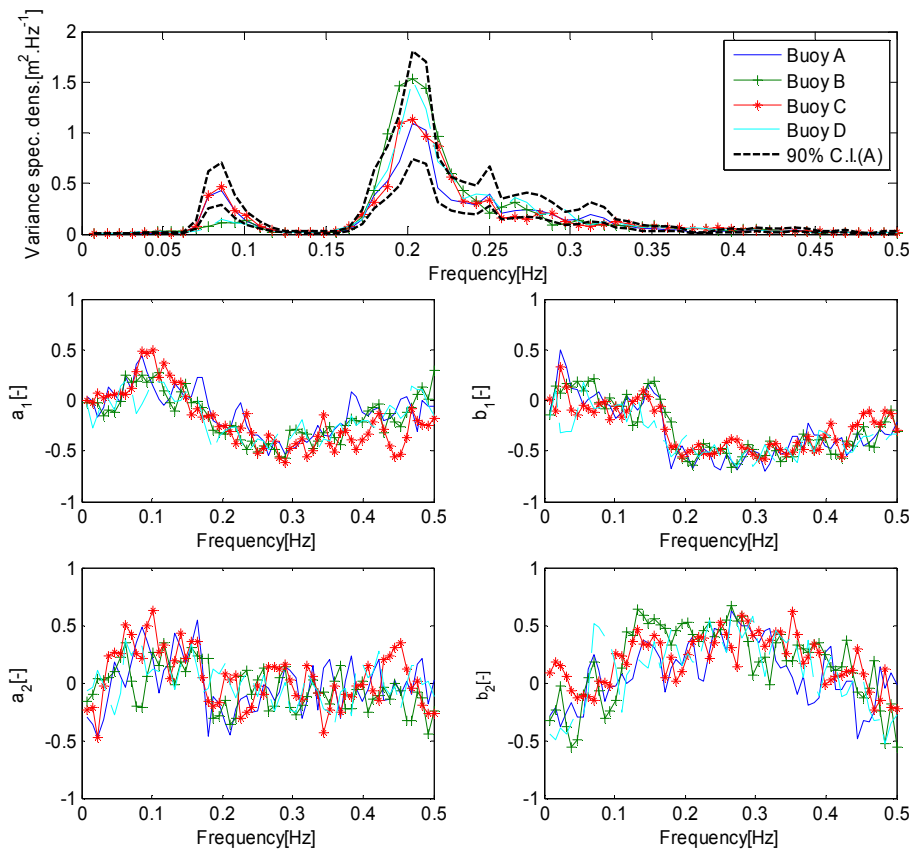 Variance spec. dens.[m².Hz⁻¹]
2
1.5
1
0.5
0
0 0.05 0.1 0.15 0.2 0.25 0.3 0.35 0.4 0.45 0.5
Frequency[Hz]
Buoy A
Buoy B
Buoy C
Buoy D
90% C.I.(A)
a₁[-]
1
0.5
0
-0.5
-1
0 0.1 0.2 0.3 0.4 0.5
Frequency[Hz]
b₁[-]
1
0.5
0
-0.5
-1
0 0.1 0.2 0.3 0.4 0.5
Frequency[Hz]
a₂[-]
1
0.5
0
-0.5
-1
0 0.1 0.2 0.3 0.4 0.5
Frequency[Hz]
b₂[-]
1
0.5
0
-0.5
-1
0 0.1 0.2 0.3 0.4 0.5
Frequency[Hz]